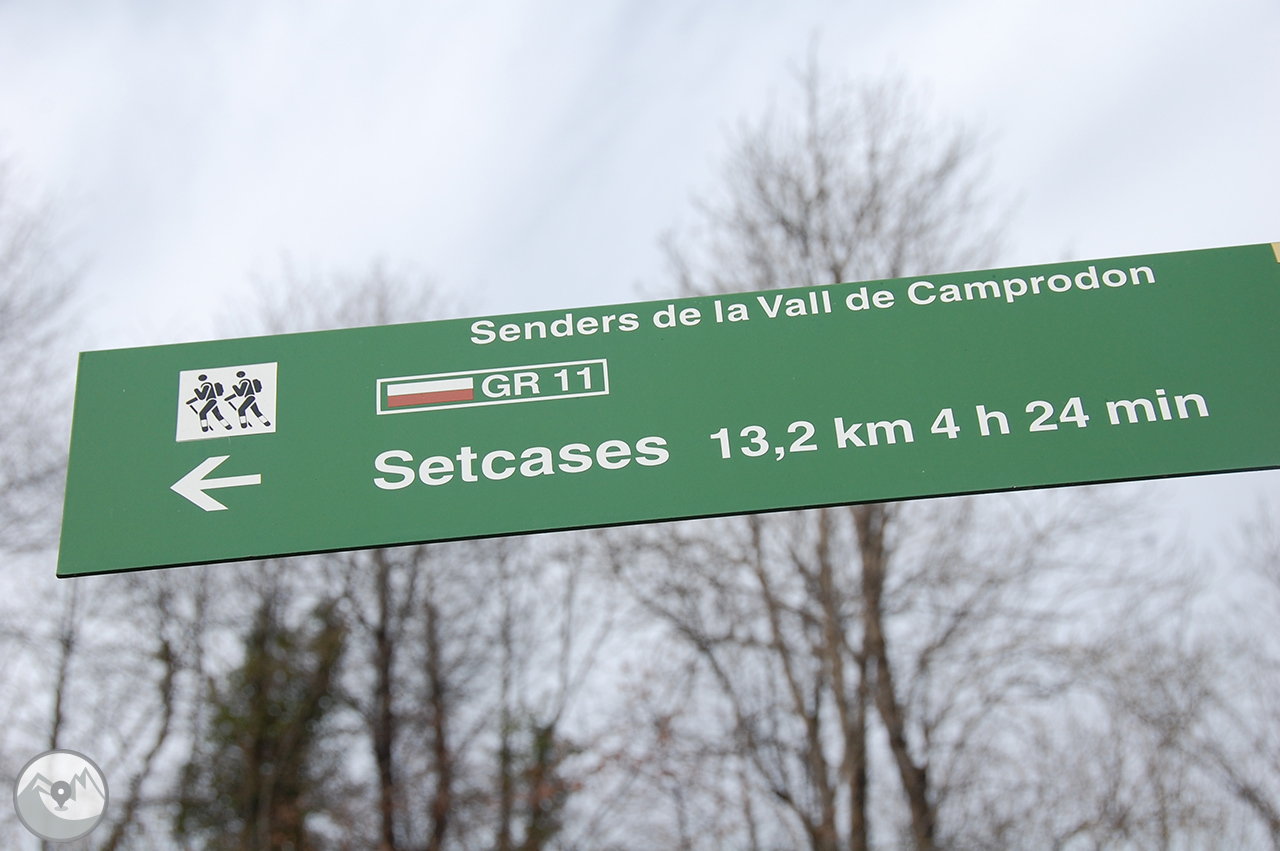 Senders de la Vall de Camprodon
GR 11
Setcases 13,2 km 4 h 24 min